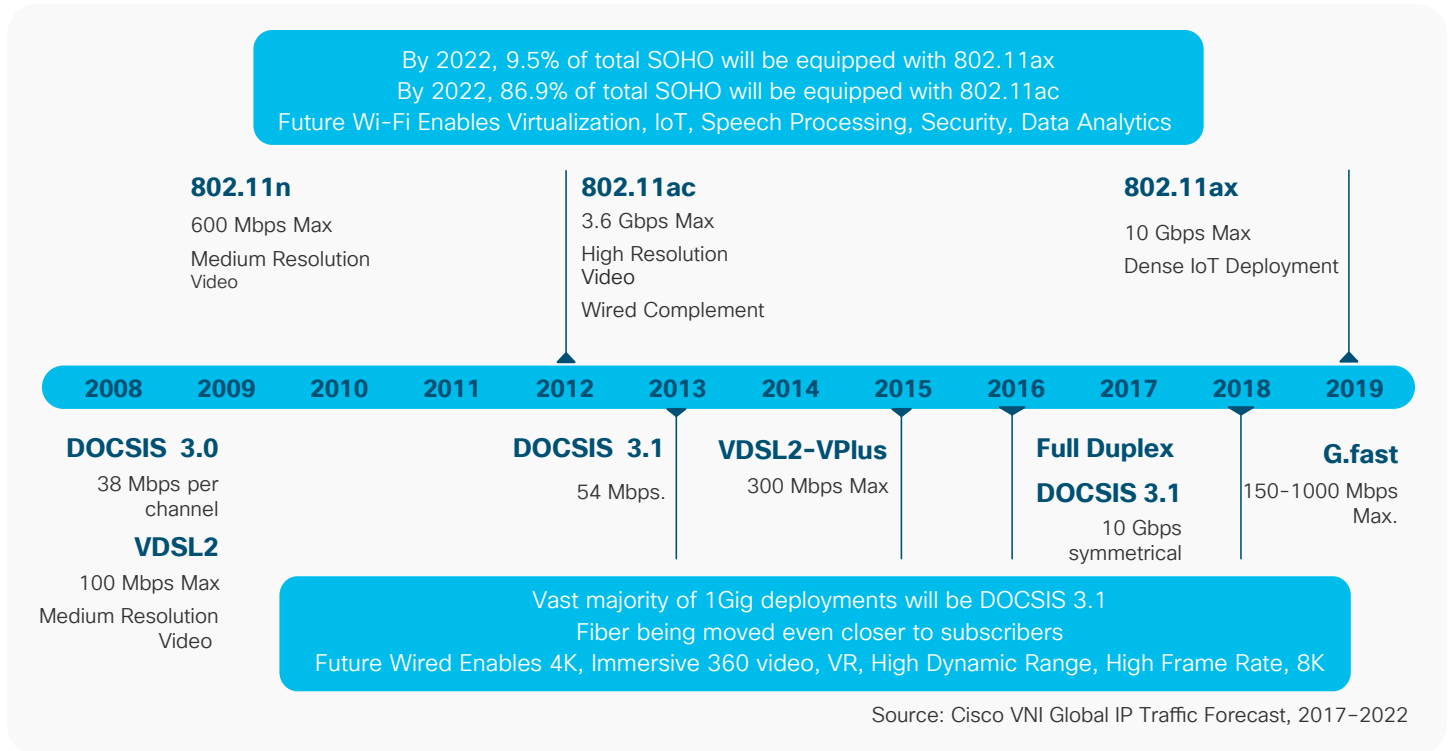 By 2022, 9.5% of total SOHO will be equipped with 802.11ax
By 2022, 86.9% of total SOHO will be equipped with 802.11ac
Future Wi-Fi Enables Virtualization, IoT, Speech Processing, Security, Data Analytics
802.11n
600 Mbps Max
Medium Resolution
Video
802.11ac
3.6 Gbps Max
High Resolution
Video
Wired Complement
802.11ax
10 Gbps Max
Dense IoT Deployment
2008 2009 2010 2011 2012 2013 2014 2015 2016 2017 2018 2019
DOCSIS 3.0
38 Mbps per
channel
VDSL2
100 Mbps Max
Medium Resolution
Video
DOCSIS 3.1
54 Mbps.
VDSL2-VPlus
300 Mbps Max
Full Duplex
DOCSIS 3.1
10 Gbps
symmetrical
G.fast
150-1000 Mbps
Max.
Vast majority of 1Gig deployments will be DOCSIS 3.1
Fiber being moved even closer to subscribers
Future Wired Enables 4K, Immersive 360 video, VR, High Dynamic Range, High Frame Rate, 8K
Source: Cisco VNI Global IP Traffic Forecast, 2017–2022